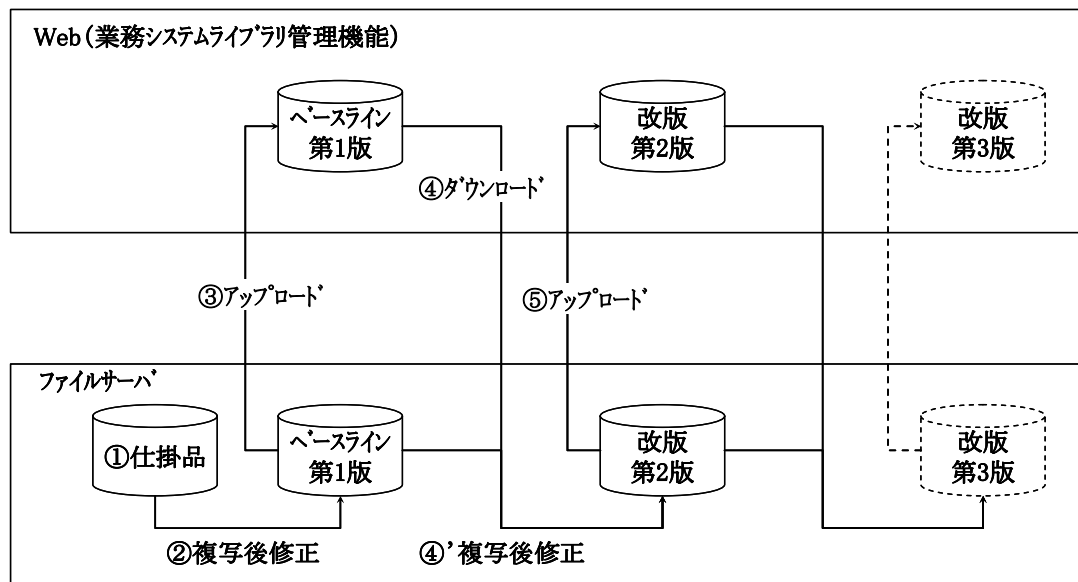 Web(業務システムライブラリ管理機能)
ベースライン
第1版
改版
第2版
改版
第3版
④ダウンロード
③アップロード
⑤アップロード
ファイルサーバ
①仕掛品
ベースライン
第1版
改版
第2版
改版
第3版
②複写後修正
④’複写後修正